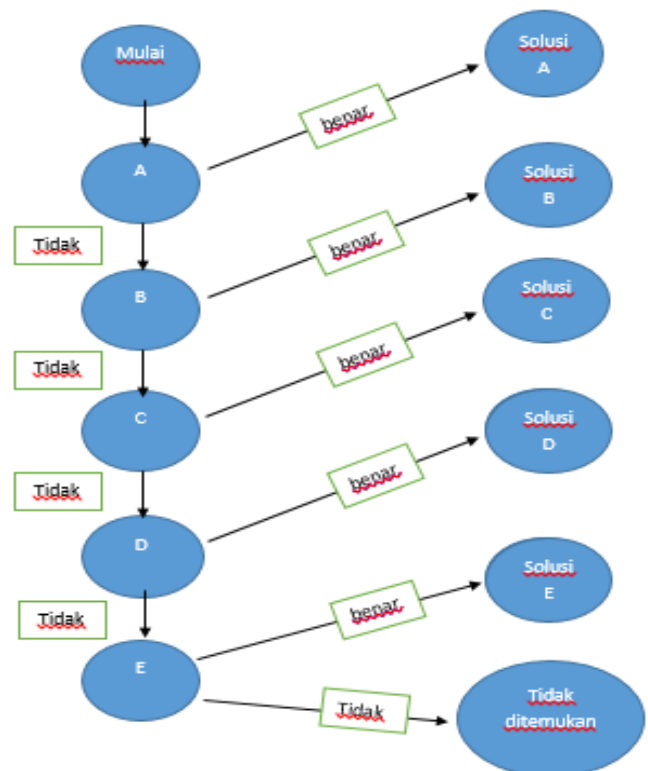 Mulai
Solusi
A
benar
A
Tidak
Solusi
B
benar
B
Tidak
Solusi
C
benar
C
Tidak
Solusi
D
benar
D
Tidak
Solusi
E
benar
E
Tidak
Tidak
ditemukan